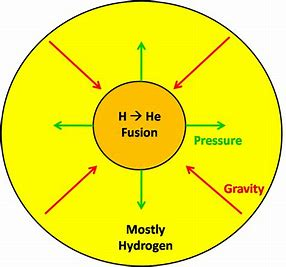 H → He
Fusion
Pressure
Gravity
Mostly
Hydrogen